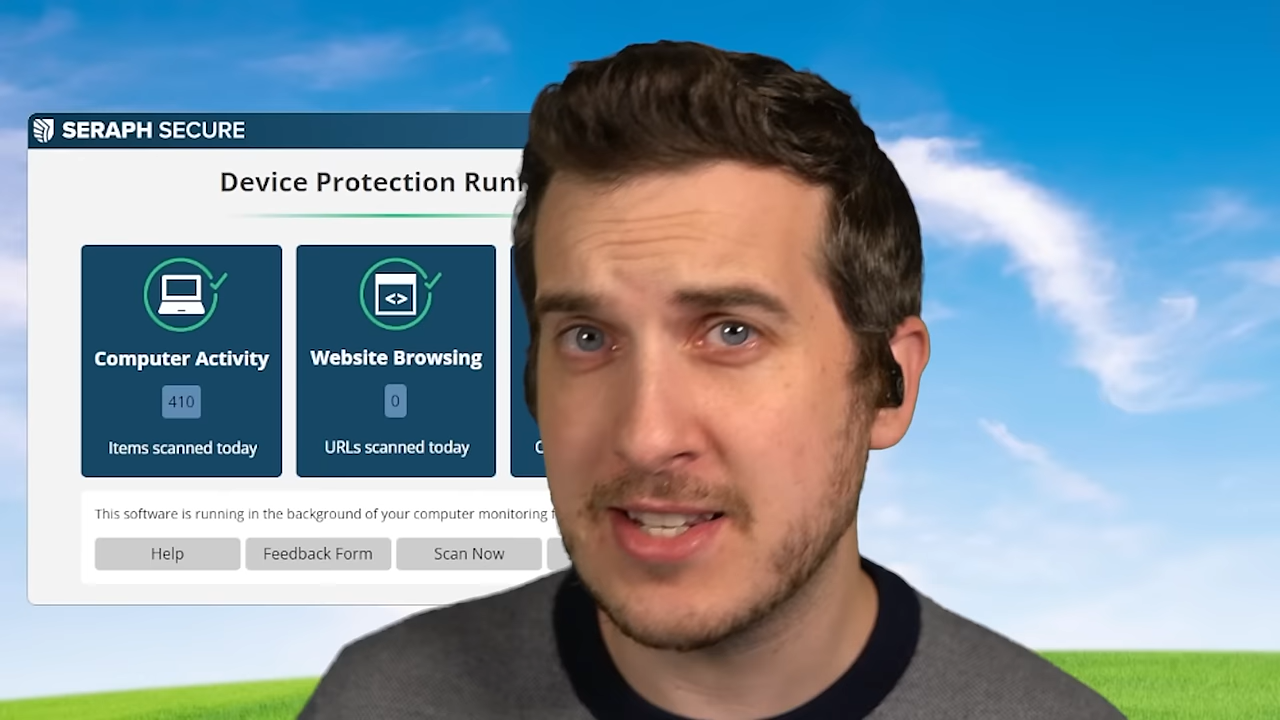 SERAPH SECURE
Device Protection Run
Computer Activity
410
Items scanned today
Website Browsing
0
URLs scanned today
This software is running in the background of your computer monitoring
Help
Feedback Form
Scan Now